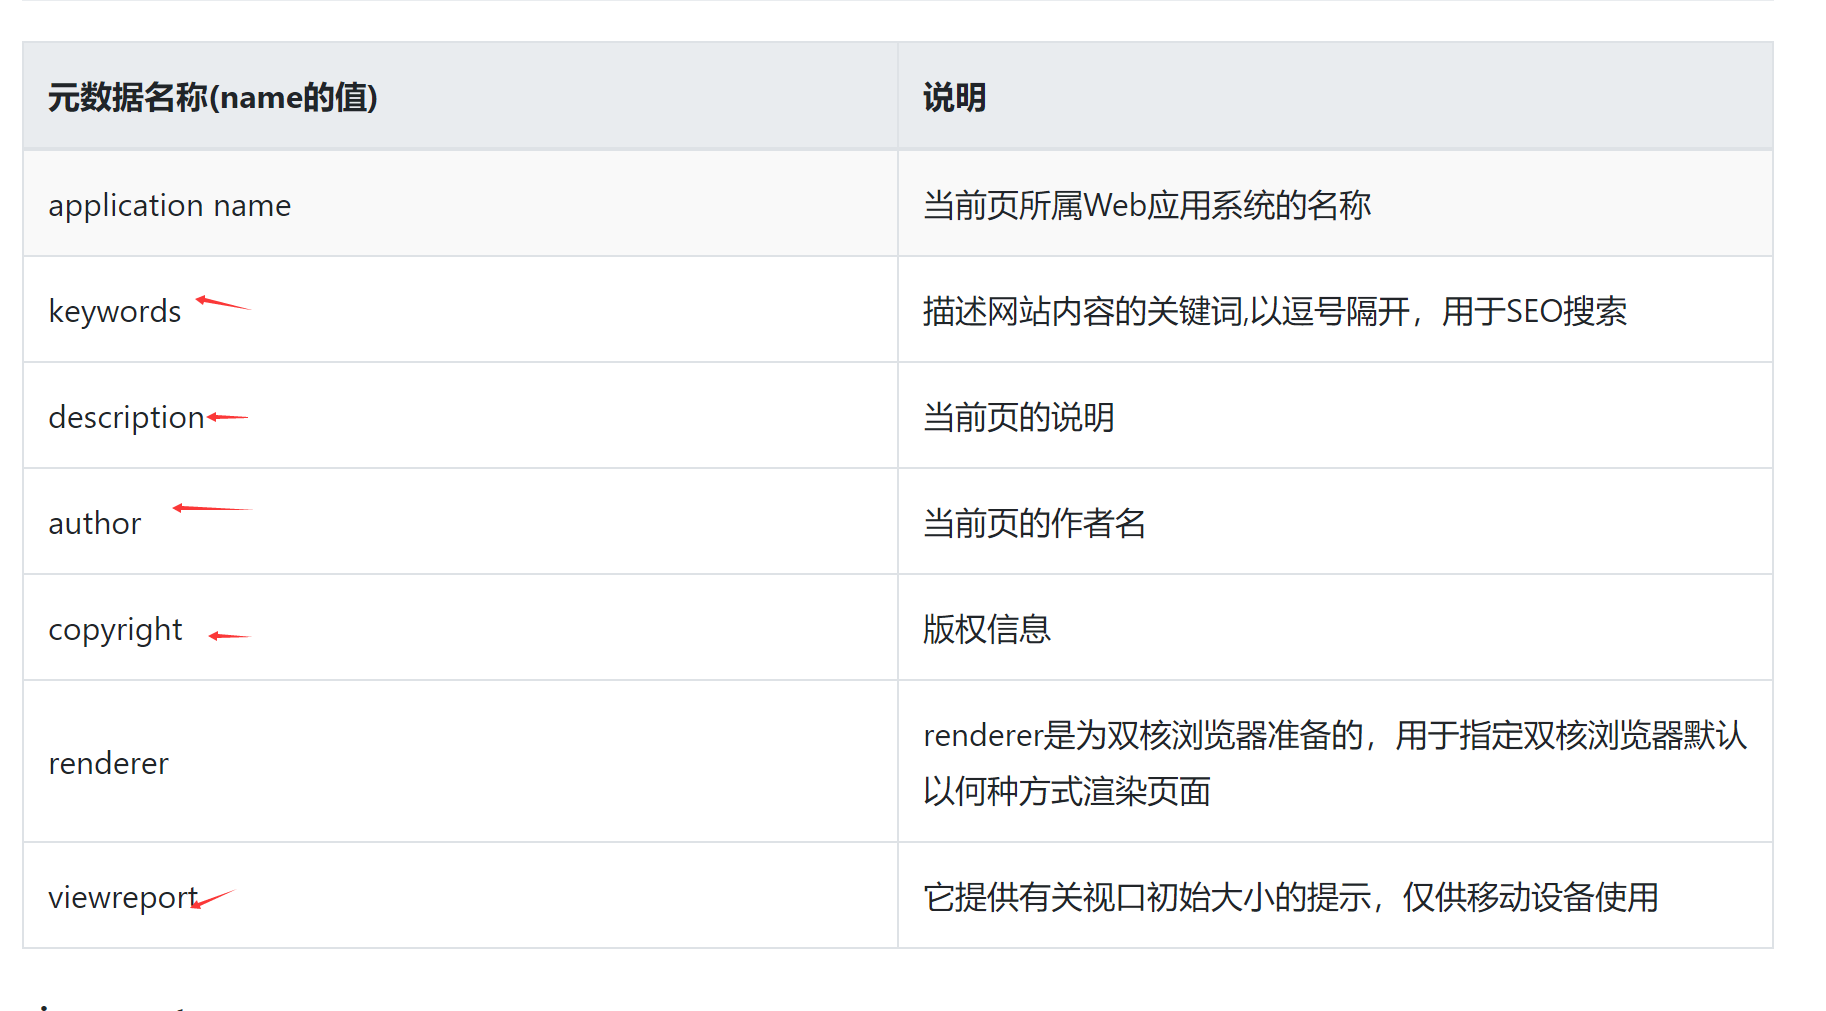 元数据名称(name的值) 说明
application name 当前页所属Web应用系统的名称
keywords 描述网站内容的关键词,以逗号隔开，用于SEO搜索
description 当前页的说明
author 当前页的作者名
copyright 版权信息
renderer renderer是为双核浏览器准备的，用于指定双核浏览器默认
以何种方式渲染页面
viewreport 它提供有关视口初始大小的提示，仅供移动设备使用